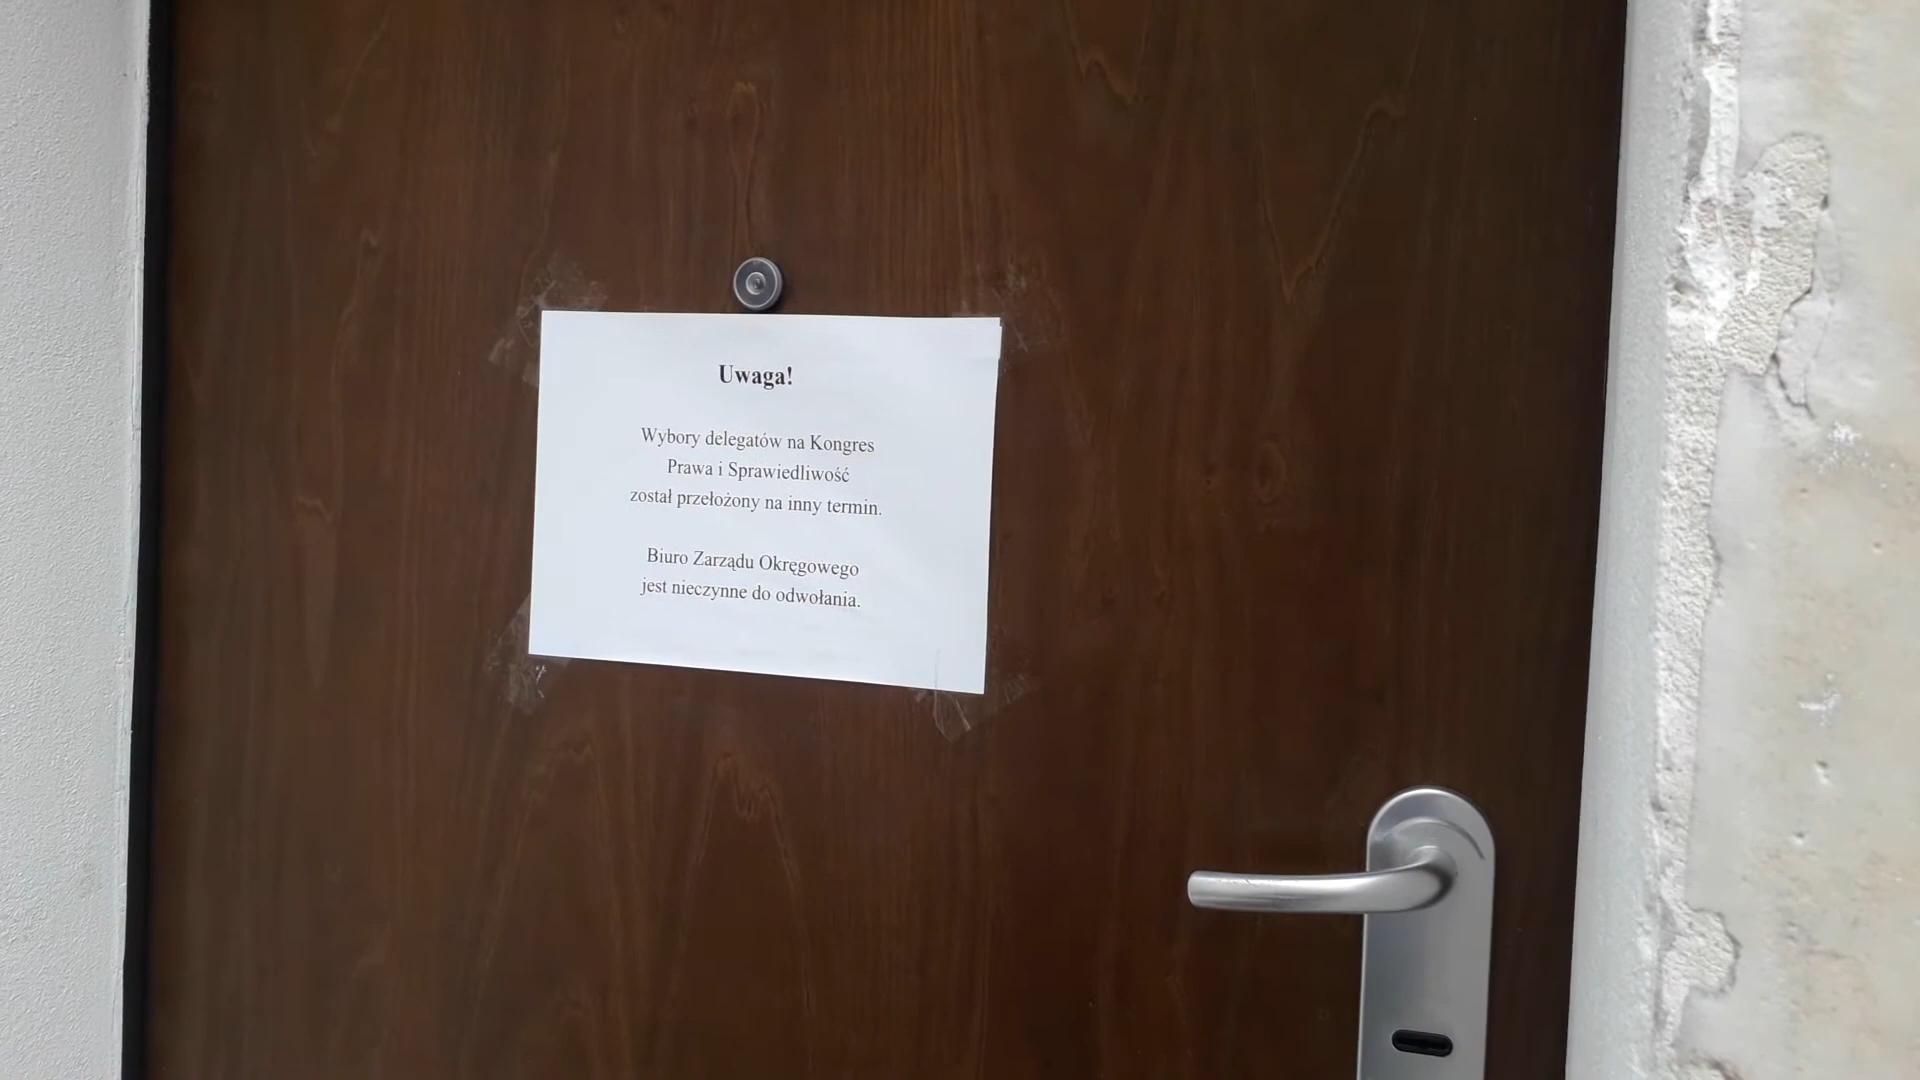 Uwaga!
Wybory delegatów na Kongres
Prawa i Sprawiedliwość
został przełożony na inny termin.
Biuro Zarządu Okręgowego
jest nieczynne do odwołania.